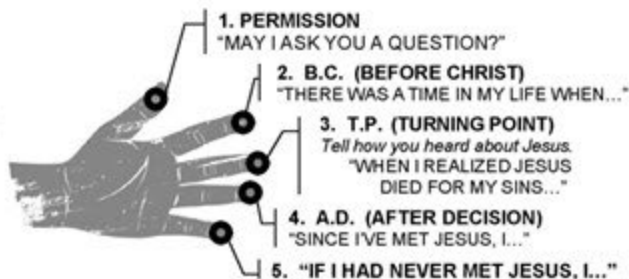 1. PERMISSION
"MAY I ASK YOU A QUESTION?"
2. B.C. (BEFORE CHRIST)
"THERE WAS A TIME IN MY LIFE WHEN..."
3. T.P. (TURNING POINT)
Tell how you heard about Jesus.
"WHEN I REALIZED JESUS
DIED FOR MY SINS..."
4. A.D. (AFTER DECISION)
"SINCE I'VE MET JESUS, I..."
5. "IF I HAD NEVER MET JESUS, I..."